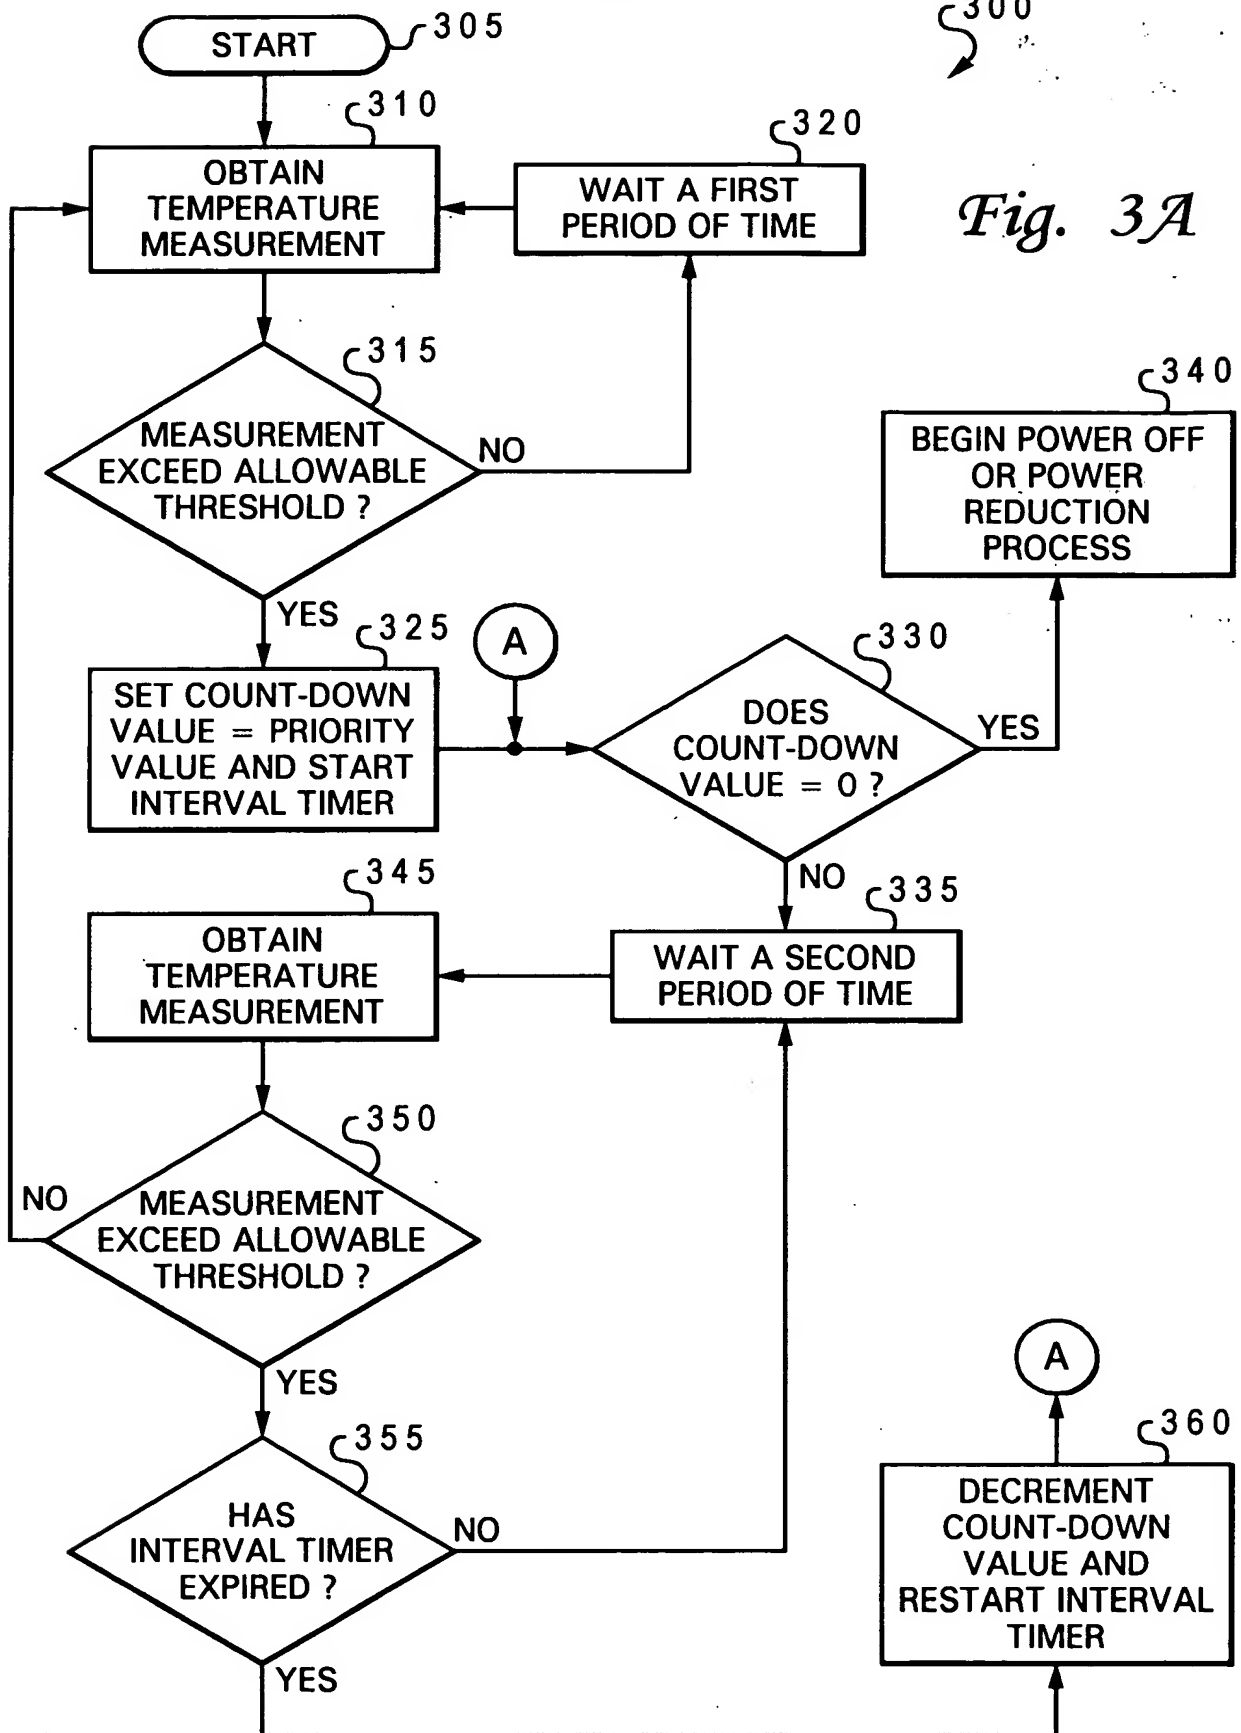 300
START
305
310
OBTAIN
TEMPERATURE
MEASUREMENT
320
WAIT A FIRST
PERIOD OF TIME
Fig. 3A
315
MEASUREMENT
EXCEED ALLOWABLE
THRESHOLD ?
NO
YES
340
BEGIN POWER OFF
OR POWER
REDUCTION
PROCESS
325
SET COUNT-DOWN
VALUE = PRIORITY
VALUE AND START
INTERVAL TIMER
A
330
DOES
COUNT-DOWN
VALUE = 0 ?
YES
NO
335
WAIT A SECOND
PERIOD OF TIME
345
OBTAIN
TEMPERATURE
MEASUREMENT
350
MEASUREMENT
EXCEED ALLOWABLE
THRESHOLD ?
NO
YES
355
HAS
INTERVAL TIMER
EXPIRED ?
NO
YES
A
360
DECREMENT
COUNT-DOWN
VALUE AND
RESTART INTERVAL
TIMER